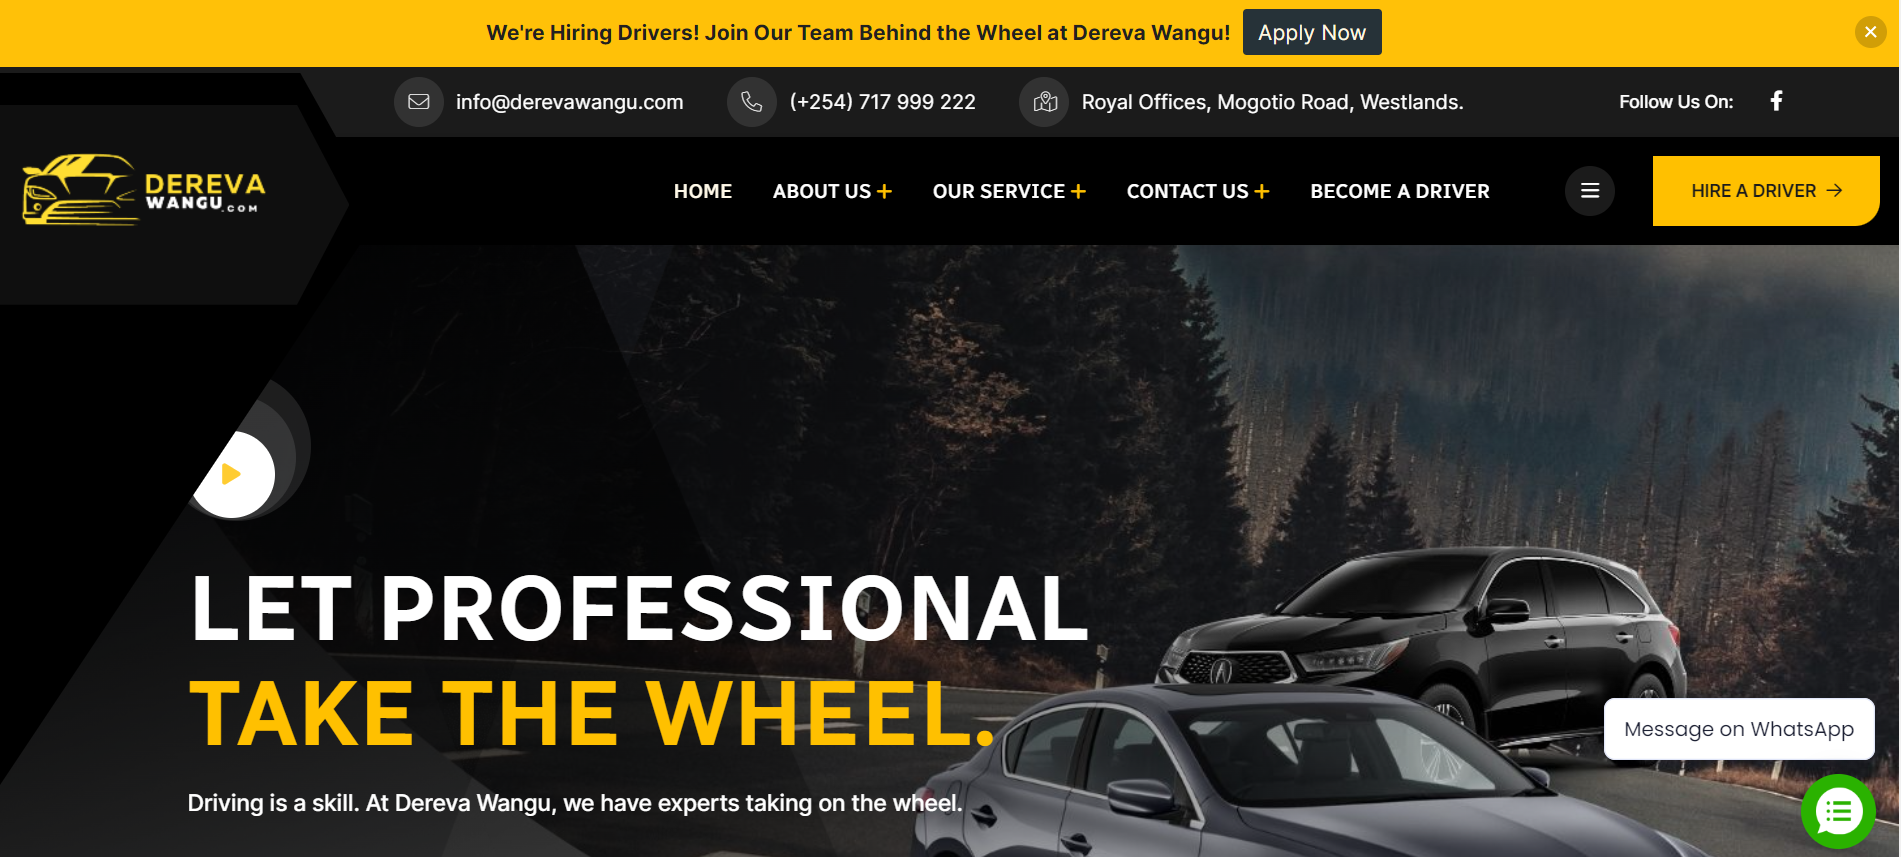 We're Hiring Drivers! Join Our Team Behind the Wheel at Dereva Wangu! Apply Now
info@derevawangu.com (+254) 717 999 222 Royal Offices, Mogotio Road, Westlands. Follow Us On:
DEREVA
WANGU.COM
HOME ABOUT US + OUR SERVICE + CONTACT US + BECOME A DRIVER HIRE A DRIVER →
LET PROFESSIONAL
TAKE THE WHEEL.
Driving is a skill. At Dereva Wangu, we have experts taking on the wheel.
Message on WhatsApp